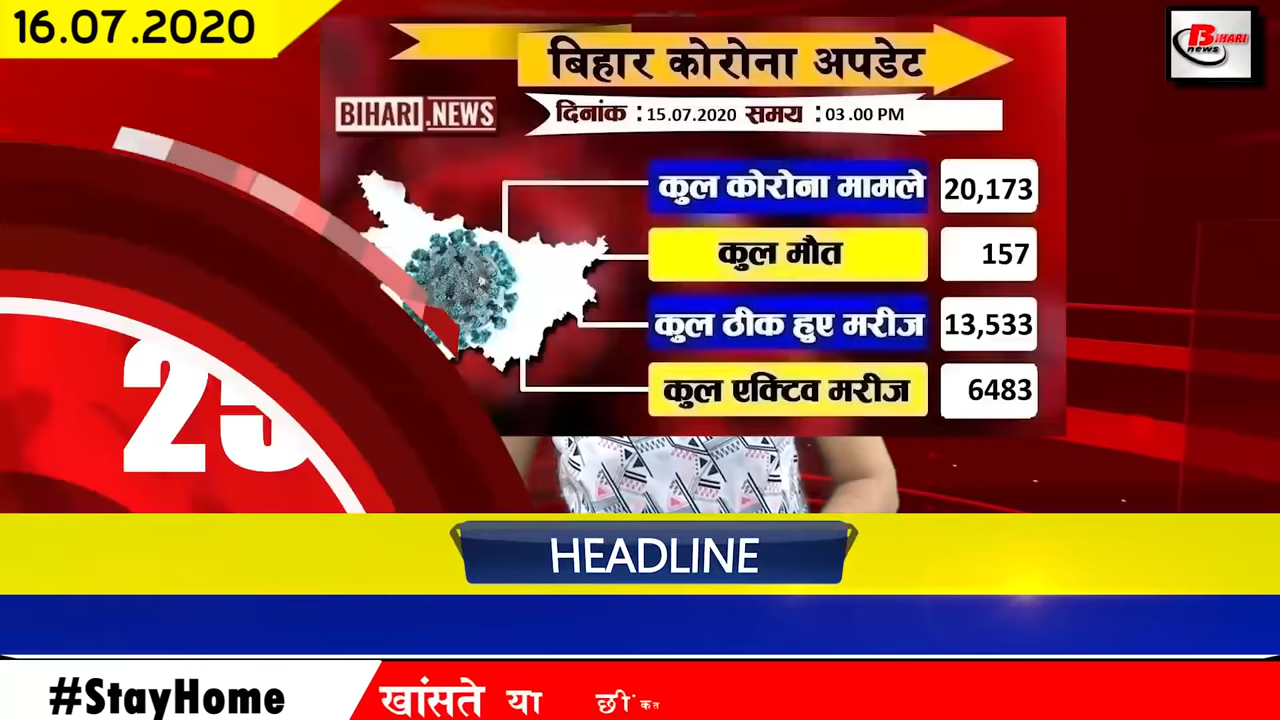 16.07.2020
BIHARI news
बिहार कोरोना अपडेट
BIHARI.NEWS
दिनांक : 15.07.2020 समय : 03.00 PM
कुल कोरोना मामले 20,173
कुल मौत 157
कुल ठीक हुए मरीज 13,533
कुल एक्टिव मरीज 6483
HEADLINE
#StayHome खांसते या छींकत